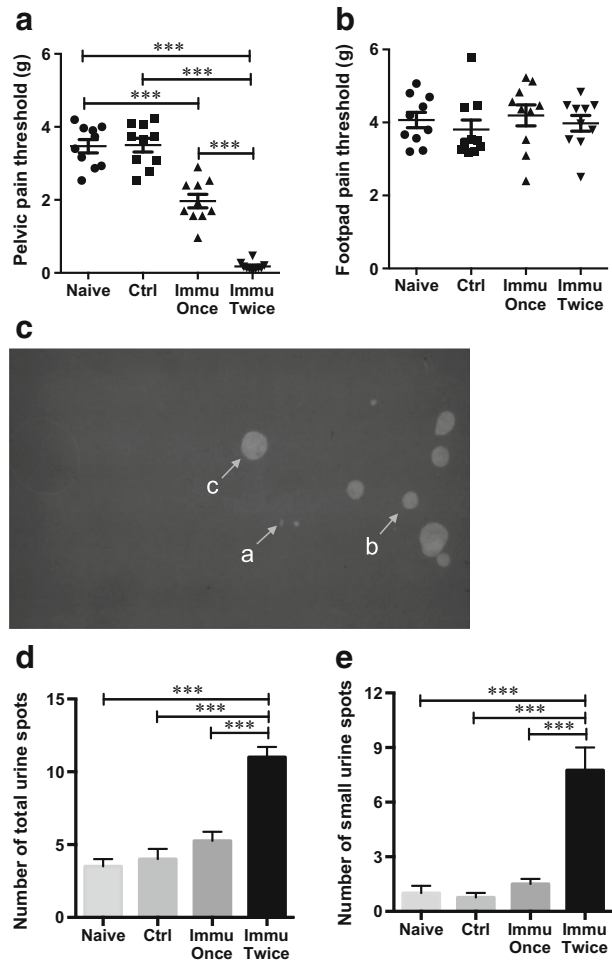 a
Pelvic pain threshold (g)
6
4
2
0
***
***
***
***
Naive Ctrl Immu Once Immu Twice
b
Footpad pain threshold (g)
6
4
2
0
Naive Ctrl Immu Once Immu Twice
c
c
a
b
d
Number of total urine spots
15
10
5
0
***
***
***
Naive Ctrl Immu Once Immu Twice
e
Number of small urine spots
12
9
6
3
0
***
***
***
Naive Ctrl Immu Once Immu Twice